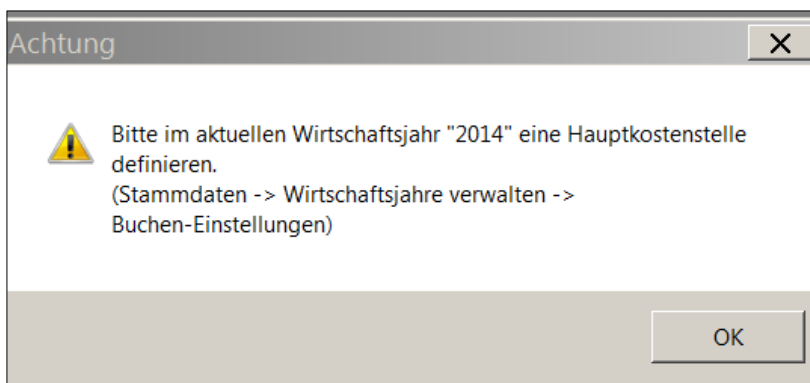 Achtung
Bitte im aktuellen Wirtschaftsjahr "2014" eine Hauptkostenstelle
definieren.
(Stammdaten -> Wirtschaftsjahre verwalten ->
Buchen-Einstellungen)
OK